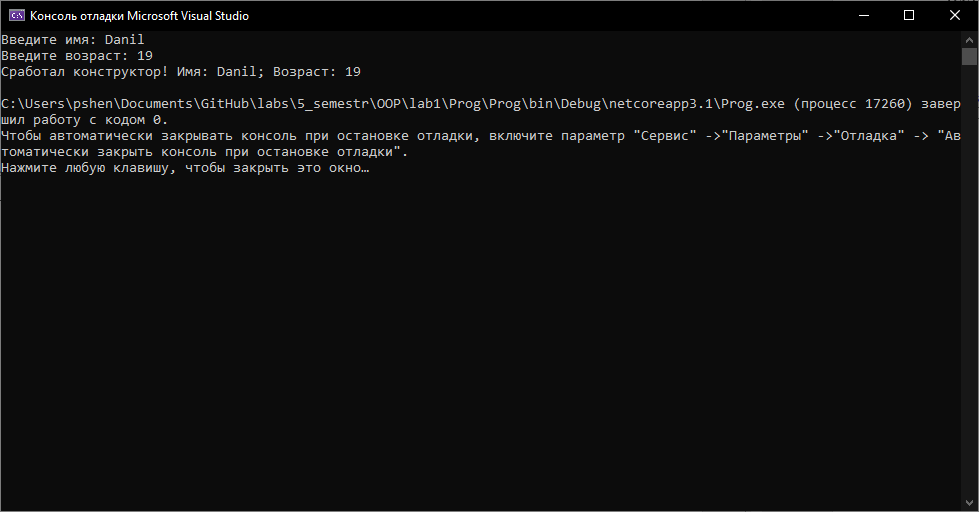 Консоль отладки Microsoft Visual Studio
Введите имя: Danil
Введите возраст: 19
Сработал конструктор! Имя: Danil; Возраст: 19
C:\Users\pshen\Documents\GitHub\labs\5_semestr\OOP\lab1\Prog\Prog\bin\Debug\netcoreapp3.1\Prog.exe (процесс 17260) завер
шил работу с кодом 0.
Чтобы автоматически закрывать консоль при остановке отладки, включите параметр "Сервис" ->"Параметры" ->"Отладка" -> "Ав
томатически закрыть консоль при остановке отладки".
Нажмите любую клавишу, чтобы закрыть это окно…